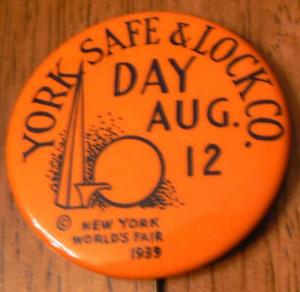 YORK SAFE & LOCK CO.
DAY
AUG.
12
© NEW YORK
WORLD'S FAIR
1939